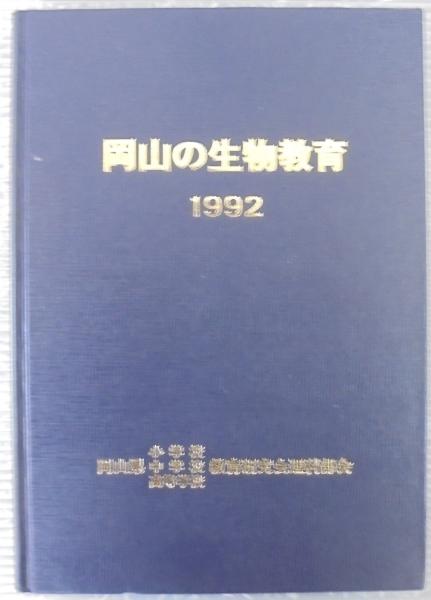 岡山の生物教育
1992
小学校
岡山県 中学校 教育研究会理科部会
高等学校